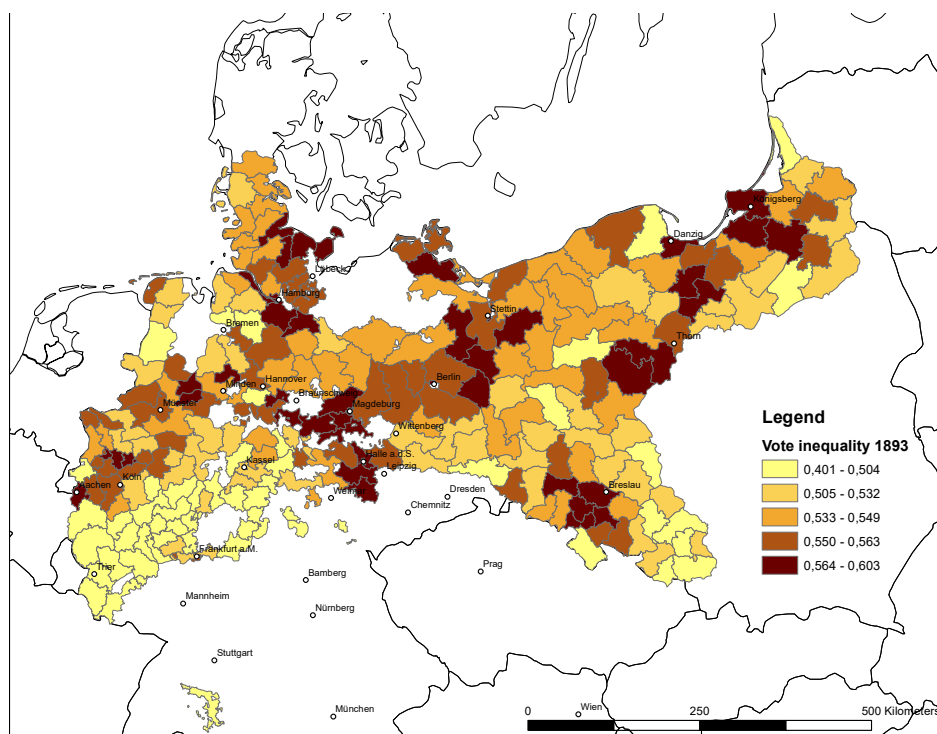 Königsberg
Danzig
Lübeck
Hamburg
Stettin
Bremen
Thorn
Berlin
Minden
Hannover
Braunschweig
Münster
Magdeburg
Wittenberg
Kassel
Halle a.d.S.
Leipzig
Köln
Aachen
Breslau
Dresden
Chemnitz
Frankfurt a.M.
Trier
Bamberg
Prag
Mannheim
Nürnberg
Stuttgart
München
Wien
Legend
Vote inequality 1893
0,401 - 0,504
0,505 - 0,532
0,533 - 0,549
0,550 - 0,563
0,564 - 0,603
0 250 500 Kilometers